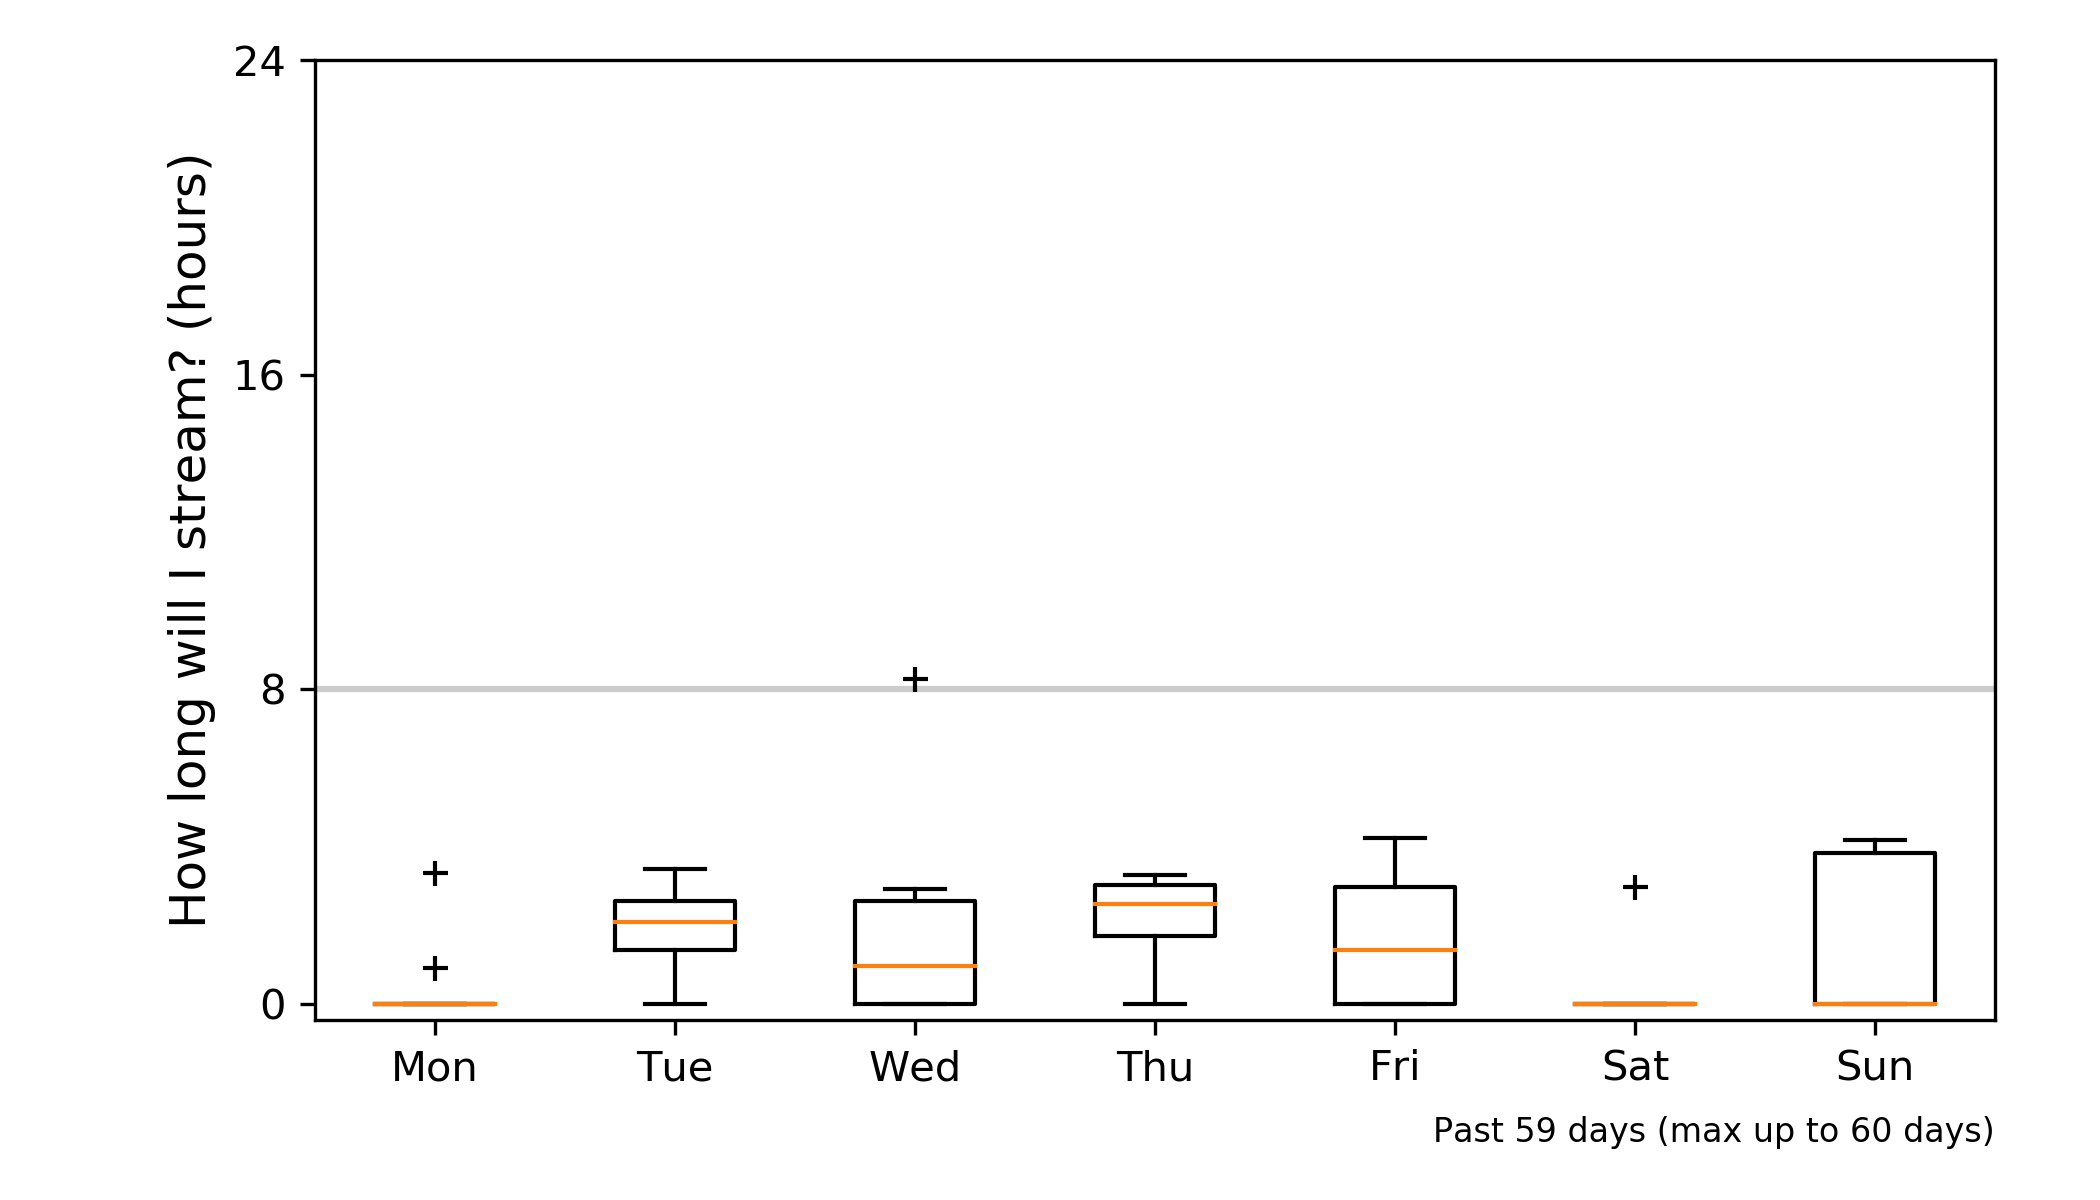 How long will I stream? (hours)
24
16
8
0
Mon Tue Wed Thu Fri Sat Sun
Past 59 days (max up to 60 days)